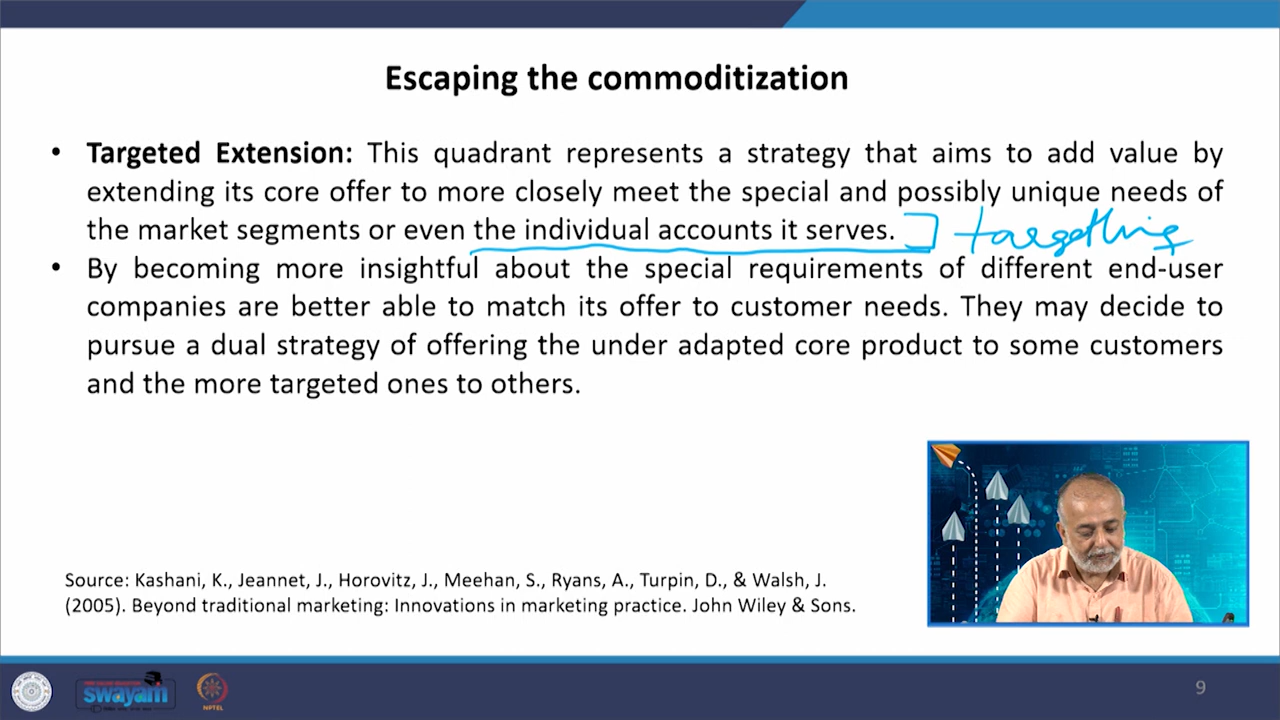 Escaping the commoditization
• Targeted Extension: This quadrant represents a strategy that aims to add value by
extending its core offer to more closely meet the special and possibly unique needs of
the market segments or even the individual accounts it serves. ] targetting
• By becoming more insightful about the special requirements of different end-user
companies are better able to match its offer to customer needs. They may decide to
pursue a dual strategy of offering the under adapted core product to some customers
and the more targeted ones to others.
Source: Kashani, K., Jeannet, J., Horovitz, J., Meehan, S., Ryans, A., Turpin, D., & Walsh, J.
(2005). Beyond traditional marketing: Innovations in marketing practice. John Wiley & Sons.
swayam
NPTEL
9